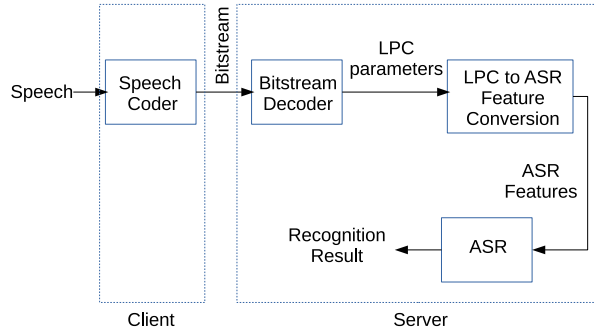 Speech
Speech
Coder
Bitstream
Bitstream
Decoder
LPC
parameters
LPC to ASR
Feature
Conversion
ASR
Features
ASR
Recognition
Result
Client
Server